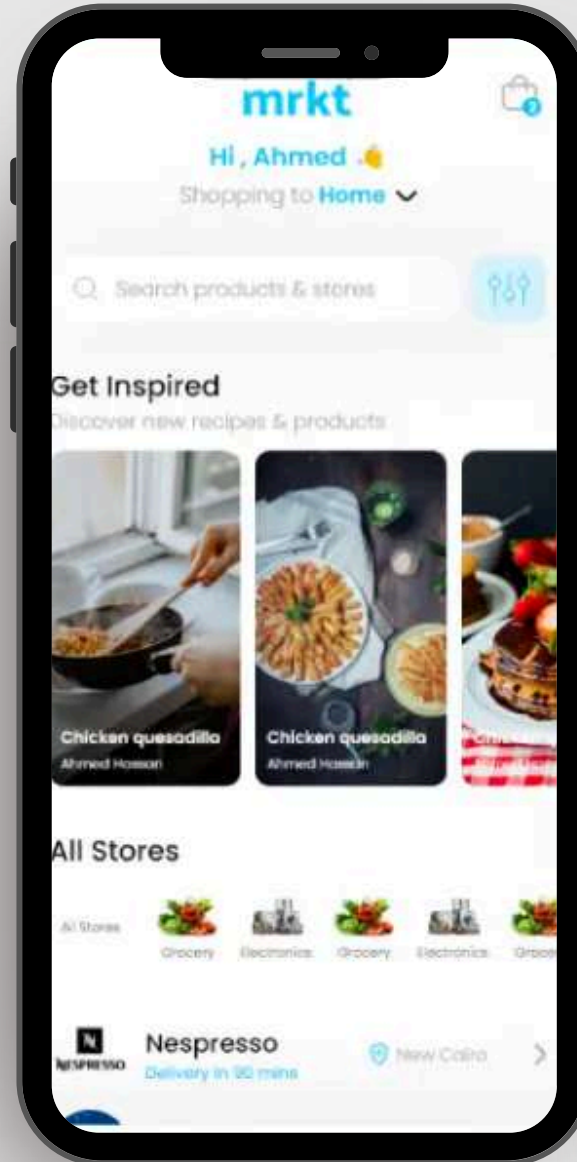 mrkt
Hi , Ahmed
Shopping to Home
Search products & stores
Get Inspired
Discover new recipes & products
Chicken quesadilla
Ahmed Hassan
Chicken quesadilla
Ahmed Hassan
All Stores
All Stores
Grocery
Electronics
Grocery
Electronics
NESPRESSO
Nespresso
Delivery in 90 mins
New Cairo